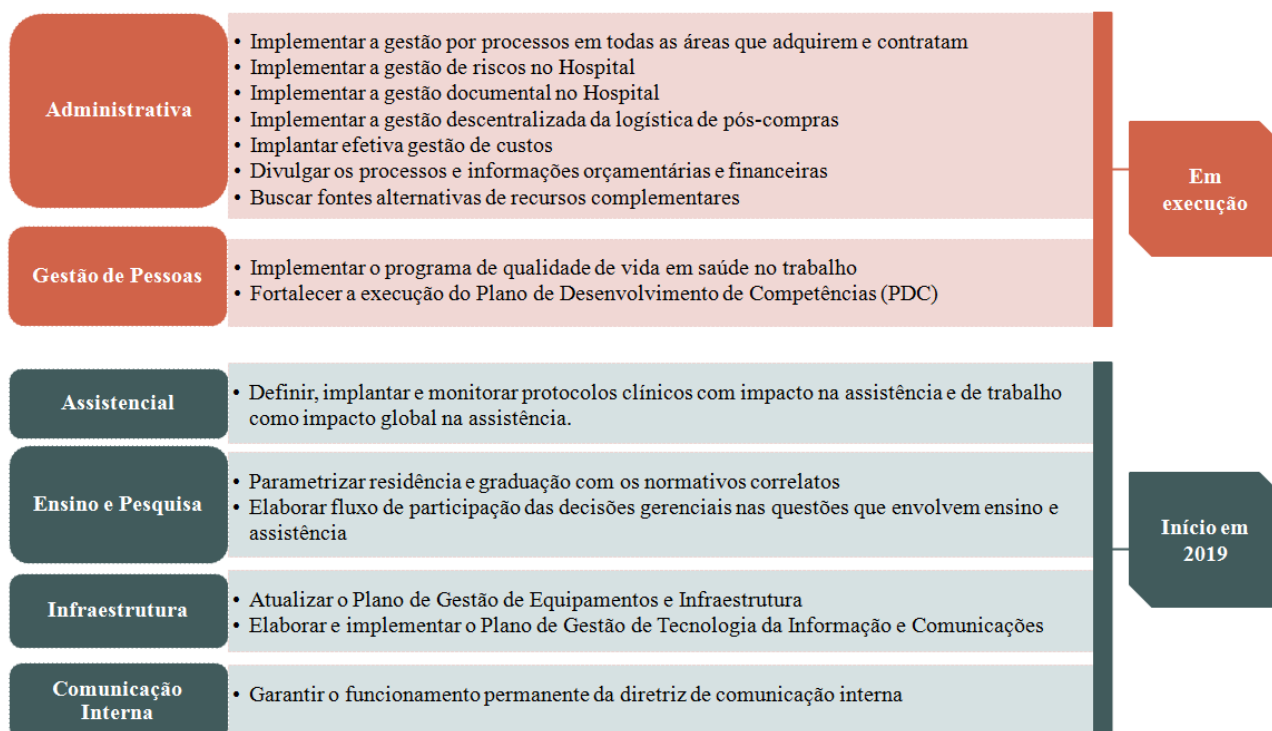 Administrativa
• Implementar a gestão por processos em todas as áreas que adquirem e contratam
• Implementar a gestão de riscos no Hospital
• Implementar a gestão documental no Hospital
• Implementar a gestão descentralizada da logística de pós-compras
• Implantar efetiva gestão de custos
• Divulgar os processos e informações orçamentárias e financeiras
• Buscar fontes alternativas de recursos complementares
Gestão de Pessoas
• Implementar o programa de qualidade de vida em saúde no trabalho
• Fortalecer a execução do Plano de Desenvolvimento de Competências (PDC)
Em
execução
Assistencial
• Definir, implantar e monitorar protocolos clínicos com impacto na assistência e de trabalho
como impacto global na assistência.
Ensino e Pesquisa
• Parametrizar residência e graduação com os normativos correlatos
• Elaborar fluxo de participação das decisões gerenciais nas questões que envolvem ensino e
assistência
Infraestrutura
• Atualizar o Plano de Gestão de Equipamentos e Infraestrutura
• Elaborar e implementar o Plano de Gestão de Tecnologia da Informação e Comunicações
Comunicação
Interna
• Garantir o funcionamento permanente da diretriz de comunicação interna
Início em
2019